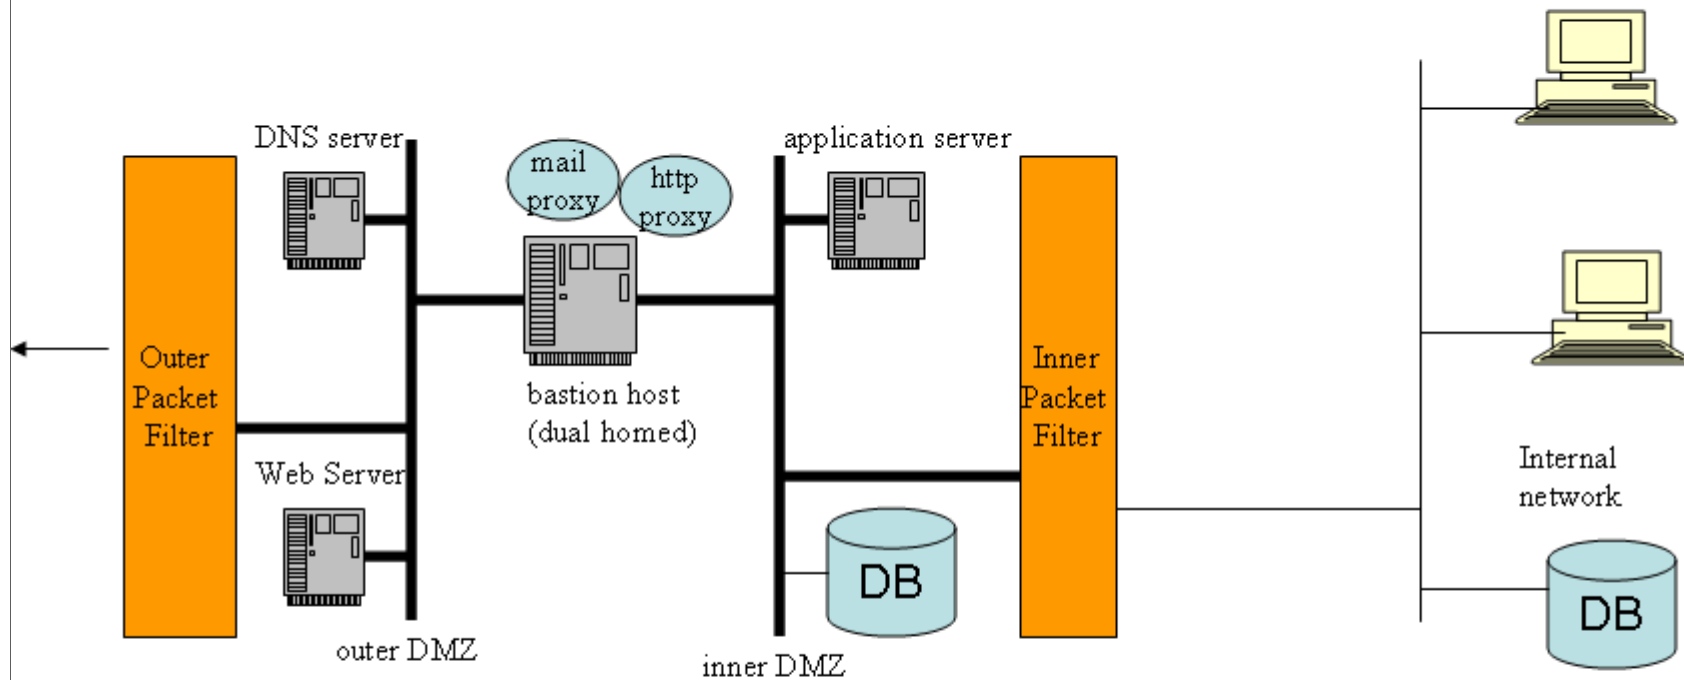 DNS server
mail
proxy
http
proxy
application server
Outer
Packet
Filter
bastion host
(dual homed)
Inner
Packet
Filter
Web Server
Internal
network
DB
DB
outer DMZ
inner DMZ